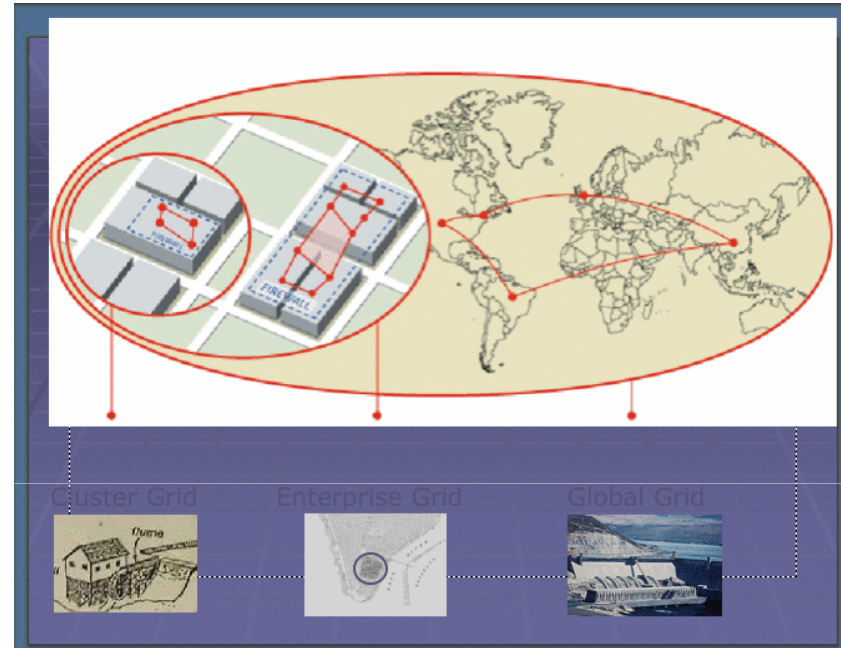 FIREWALL
FIREWALL
Cluster Grid
Enterprise Grid
Global Grid
flume